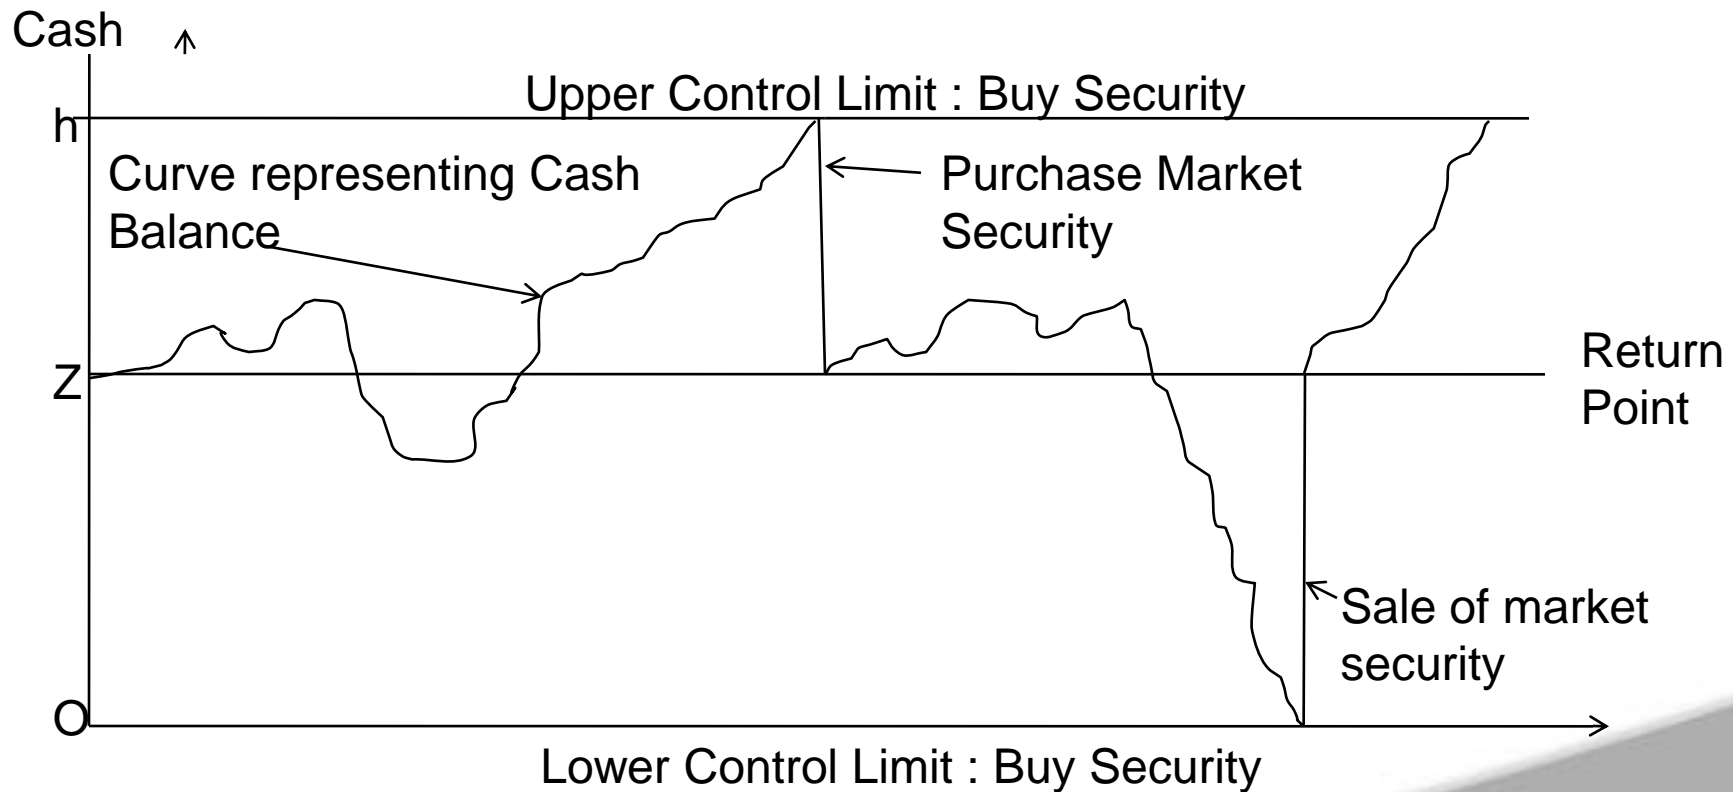 Cash
Upper Control Limit : Buy Security
h
Curve representing Cash
Balance
Purchase Market
Security
Return
Point
Z
Sale of market
security
O
Lower Control Limit : Buy Security